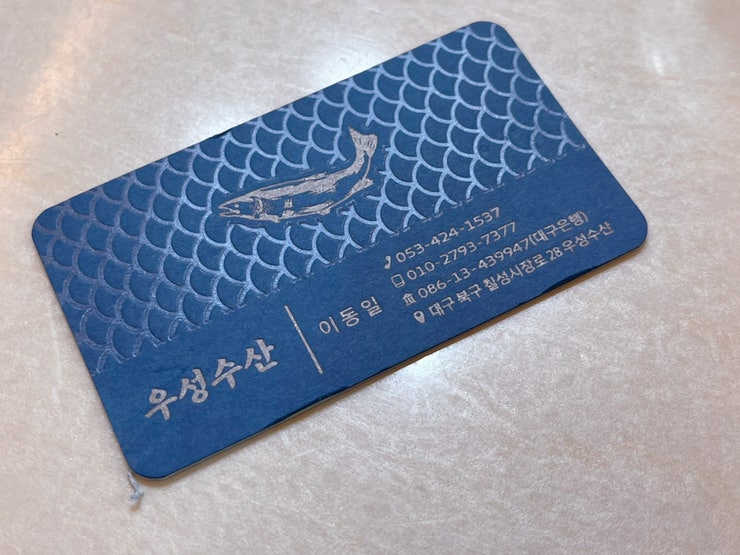 053-424-1537
010-2793-7377
086-13-439947(대구은행)
대구 북구 칠성시장로 28 우성수산
우성수산
이동일